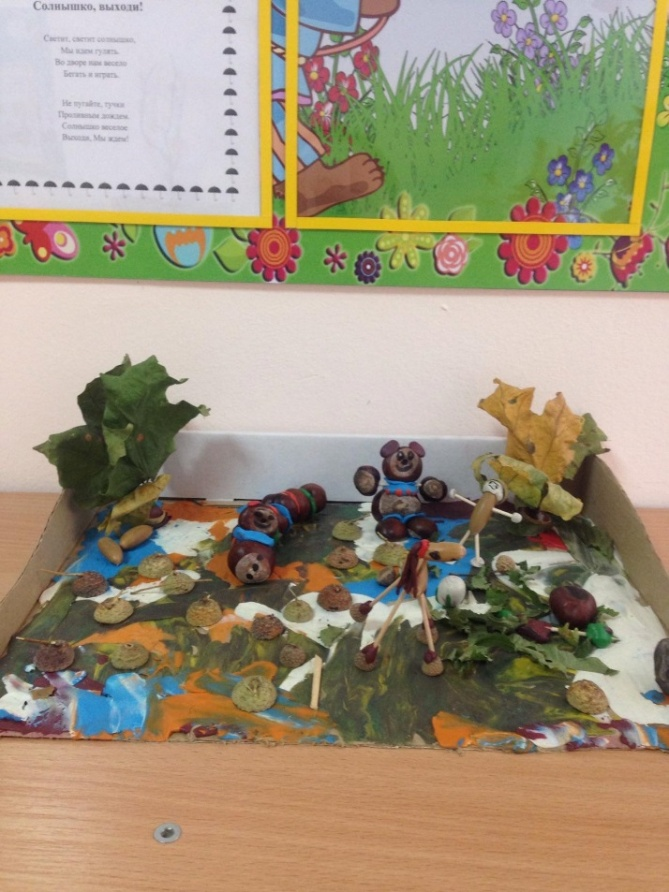 Солнышко, выходи!
Светит, светит солнышко,
Мы идем гулять.
Во дворе нам весело
Бегать и играть.
Не пугайте, тучки
Проливным дождем.
Солнышко веселое
Выходи, Мы ждем!